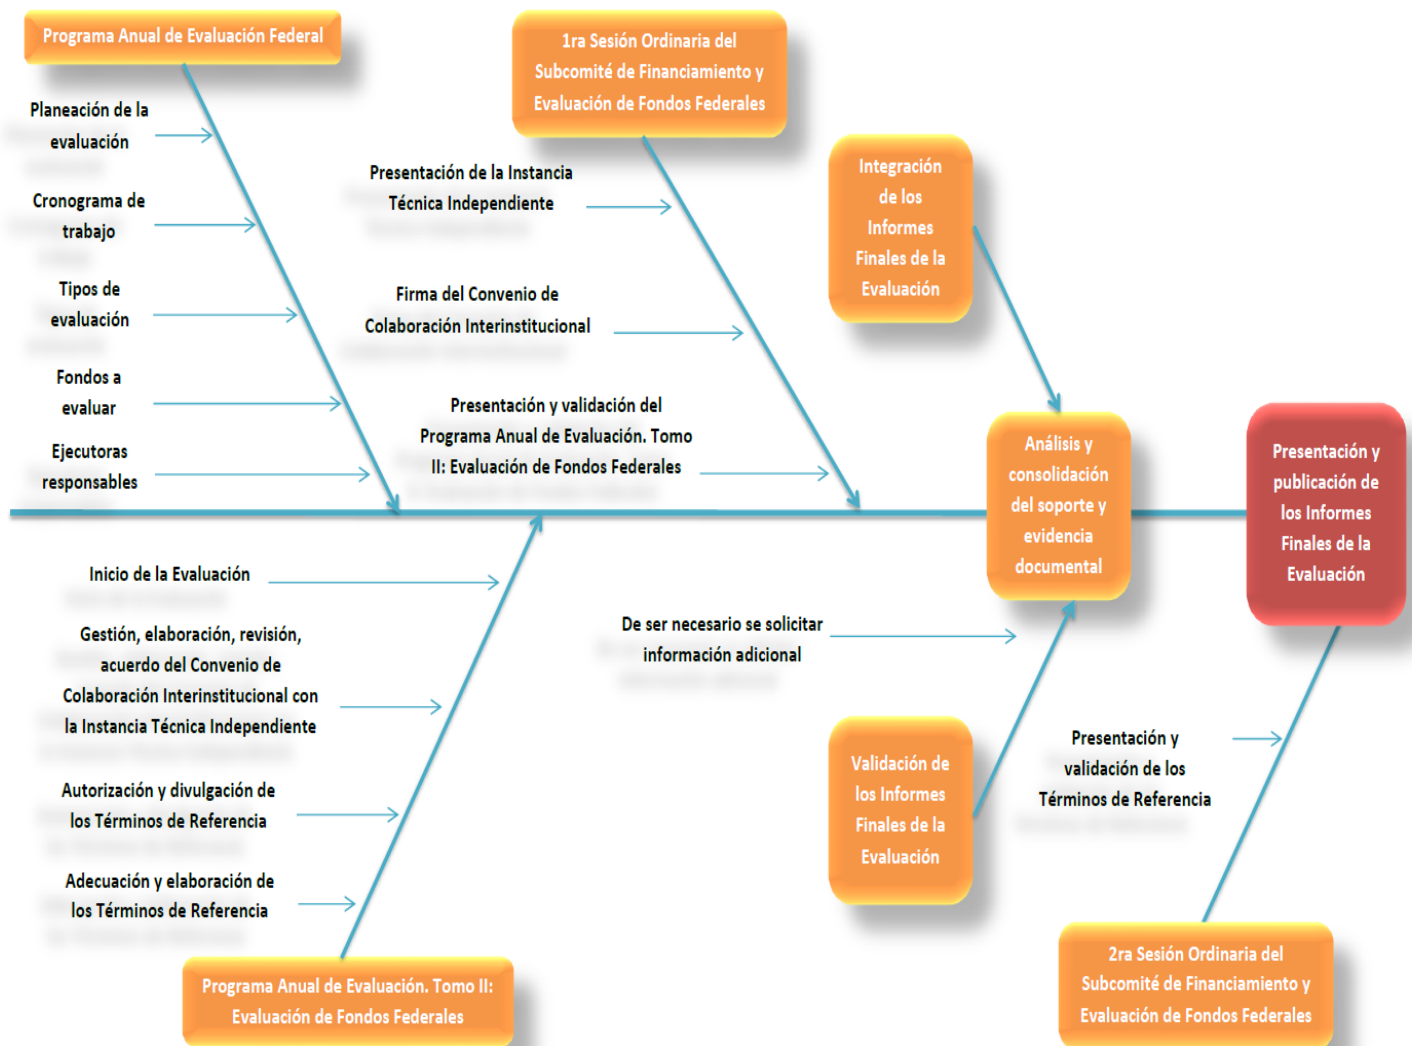 Programa Anual de Evaluación Federal
Planeación de la
evaluación
Cronograma de
trabajo
Tipos de
evaluación
Fondos a
evaluar
Ejecutoras
responsables
1ra Sesión Ordinaria del
Subcomité de Financiamiento y
Evaluación de Fondos Federales
Presentación de la Instancia
Técnica Independiente
Firma del Convenio de
Colaboración Interinstitucional
Presentación y validación del
Programa Anual de Evaluación. Tomo
II: Evaluación de Fondos Federales
Integración
de los
Informes
Finales de la
Evaluación
Análisis y
consolidación
del soporte y
evidencia
documental
Presentación y
publicación de
los Informes
Finales de la
Evaluación
Inicio de la Evaluación
Gestión, elaboración, revisión,
acuerdo del Convenio de
Colaboración Interinstitucional con
la Instancia Técnica Independiente
Autorización y divulgación de
los Términos de Referencia
Adecuación y elaboración de
los Términos de Referencia
Programa Anual de Evaluación. Tomo II:
Evaluación de Fondos Federales
De ser necesario se solicitar
información adicional
Validación de
los Informes
Finales de la
Evaluación
Presentación y
validación de los
Términos de Referencia
2ra Sesión Ordinaria del
Subcomité de Financiamiento y
Evaluación de Fondos Federales